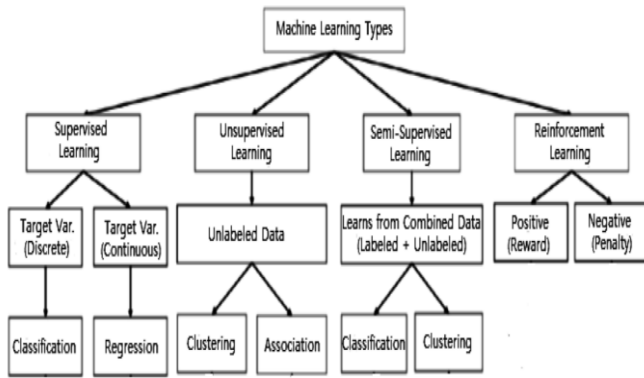 Machine Learning Types
Supervised
Learning
Unsupervised
Learning
Semi-Supervised
Learning
Reinforcement
Learning
Target Var.
(Discrete)
Target Var.
(Continuous)
Unlabeled Data
Learns from Combined Data
(Labeled + Unlabeled)
Positive
(Reward)
Negative
(Penalty)
Classification
Regression
Clustering
Association
Classification
Clustering